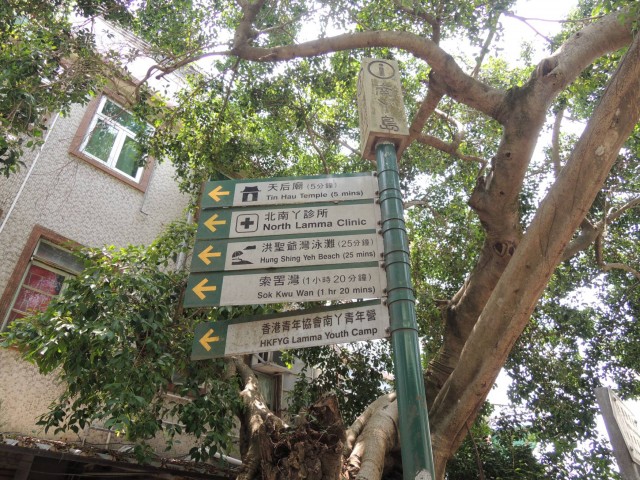 天后廟 (5分鐘)
Tin Hau Temple (5 mins)
北南丫診所
North Lamma Clinic
洪聖爺灣泳灘 (25分鐘)
Hung Shing Yeh Beach (25 mins)
索罟灣 (1小時20分鐘)
Sok Kwu Wan (1 hr 20 mins)
香港青年協會南丫青年營
HKFYG Lamma Youth Camp